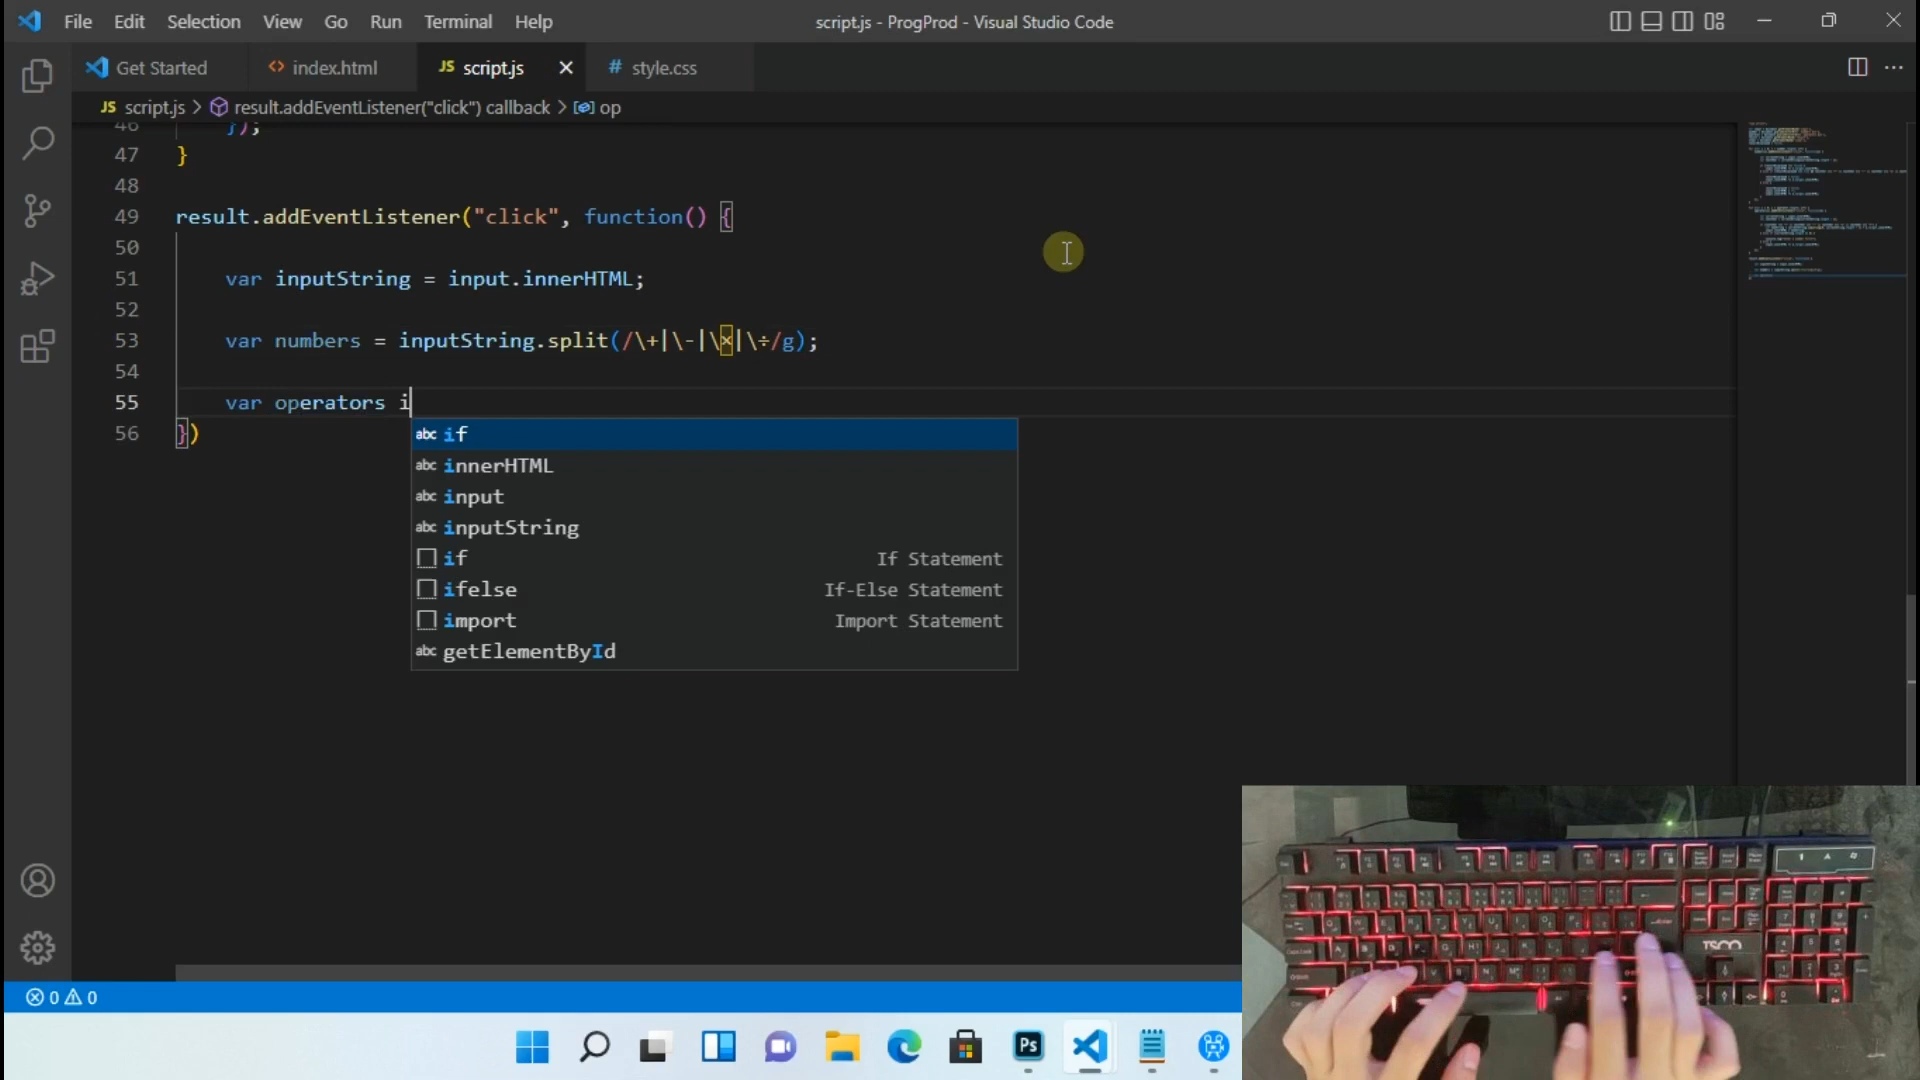 File Edit Selection View Go Run Terminal Help
script.js - ProgProd - Visual Studio Code
Get Started
index.html
JS script.js
# style.css
JS script.js > result.addEventListener("click") callback > op
46 });
47 }
48
49 result.addEventListener("click", function() {
50
51 var inputString = input.innerHTML;
52
53 var numbers = inputString.split(/\+|\-|\×|\÷/g);
54
55 var operators i
56 })
abc if
abc innerHTML
abc input
abc inputString
if If Statement
ifelse If-Else Statement
import Import Statement
abc getElementById
0 0
Ps
TSCO